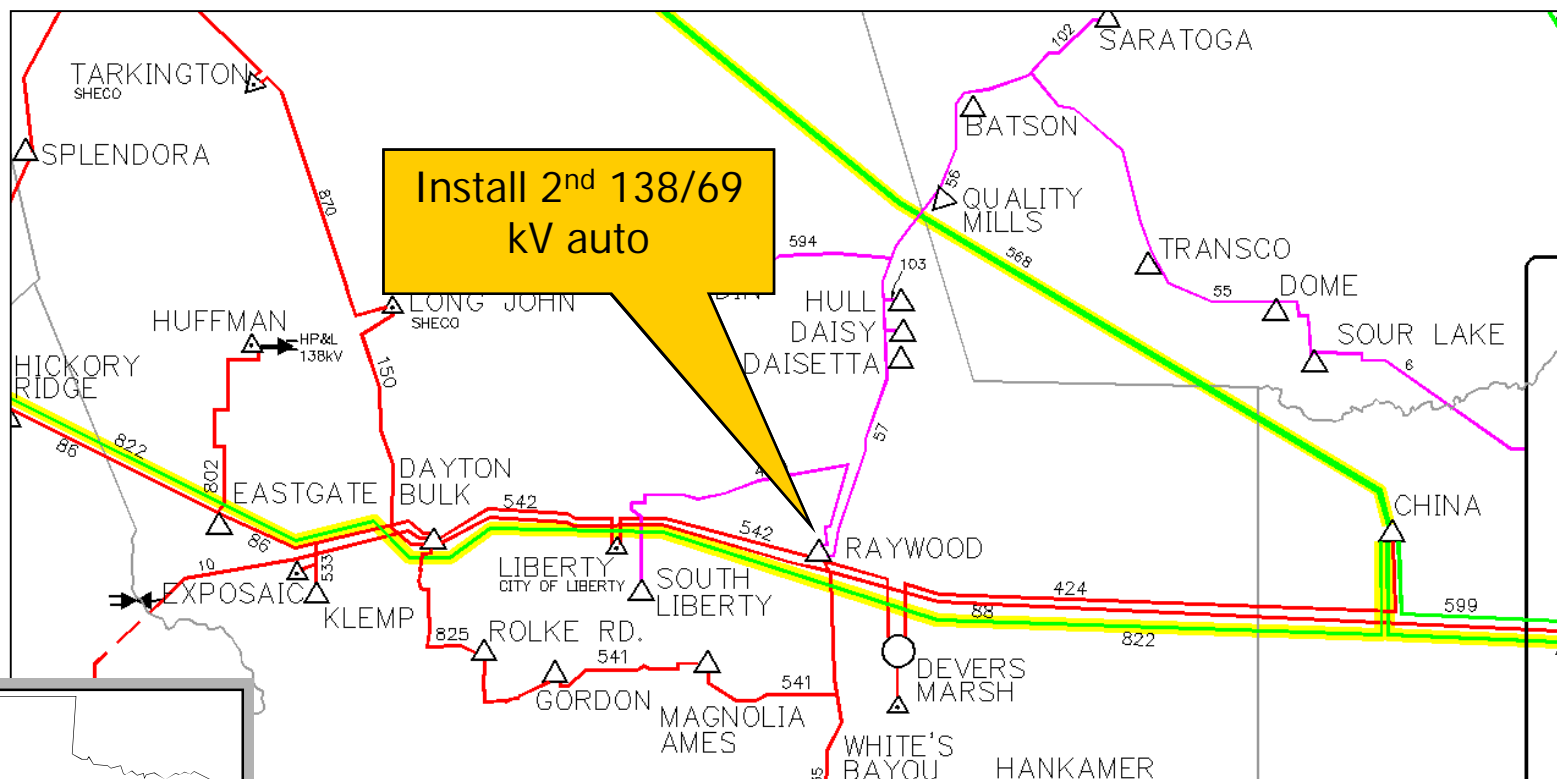 SARATOGA
102
TARKINGTON
SHECO
BATSON
SPLENDORA
Install 2nd 138/69
kV auto
870
56
QUALITY
MILLS
594
568
TRANSCO
103
55
DOME
LONG JOHN
SHECO
HULL
HUFFMAN
HP&L
138kV
DAISY
SOUR LAKE
HICKORY
RIDGE
150
DAISETTA
6
57
822
86
802
DAYTON
BULK
EASTGATE
542
CHINA
86
542
RAYWOOD
10
533
LIBERTY
CITY OF LIBERTY
SOUTH
LIBERTY
EXPOSAIC
KLEMP
424
88
599
822
825
ROLKE RD.
541
DEVERS
MARSH
541
GORDON
MAGNOLIA
AMES
WHITE'S
BAYOU
HANKAMER